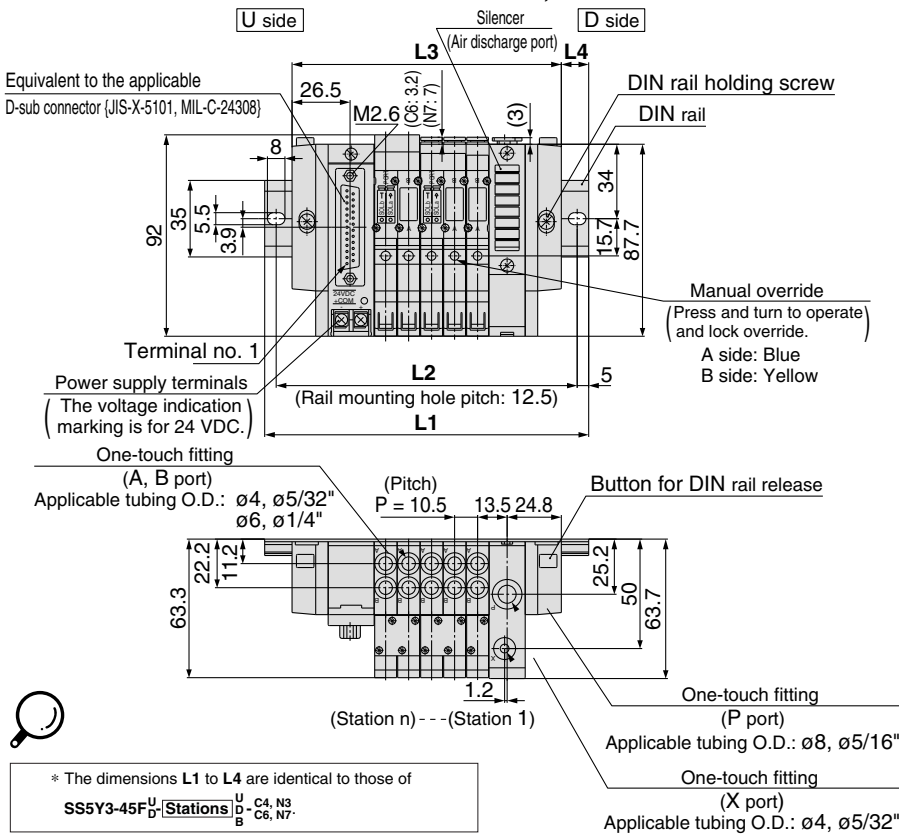 U side
Silencer
(Air discharge port)
D side
L3
L4
Equivalent to the applicable
D-sub connector {JIS-X-5101, MIL-C-24308}
26.5
M2.6
(C6: 3.2)
(N7: 7)
(3)
DIN rail holding screw
DIN rail
8
92
35
5.5
3.9
34
15.7
87.7
24VDC
+COM
- +
Manual override
(Press and turn to operate
and lock override.)
A side: Blue
B side: Yellow
Terminal no. 1
Power supply terminals
(The voltage indication
marking is for 24 VDC.)
L2
5
(Rail mounting hole pitch: 12.5)
L1
One-touch fitting
(A, B port)
Applicable tubing O.D.: ø4, ø5/32"
ø6, ø1/4"
(Pitch)
P = 10.5
13.5
24.8
Button for DIN rail release
63.3
22.2
11.2
25.2
50
63.7
P
X
1.2
(Station n) - - - (Station 1)
One-touch fitting
(P port)
Applicable tubing O.D.: ø8, ø5/16"
One-touch fitting
(X port)
Applicable tubing O.D.: ø4, ø5/32"
* The dimensions L1 to L4 are identical to those of
SS5Y3-45F U D - Stations U D B - C4, N3 C6, N7.